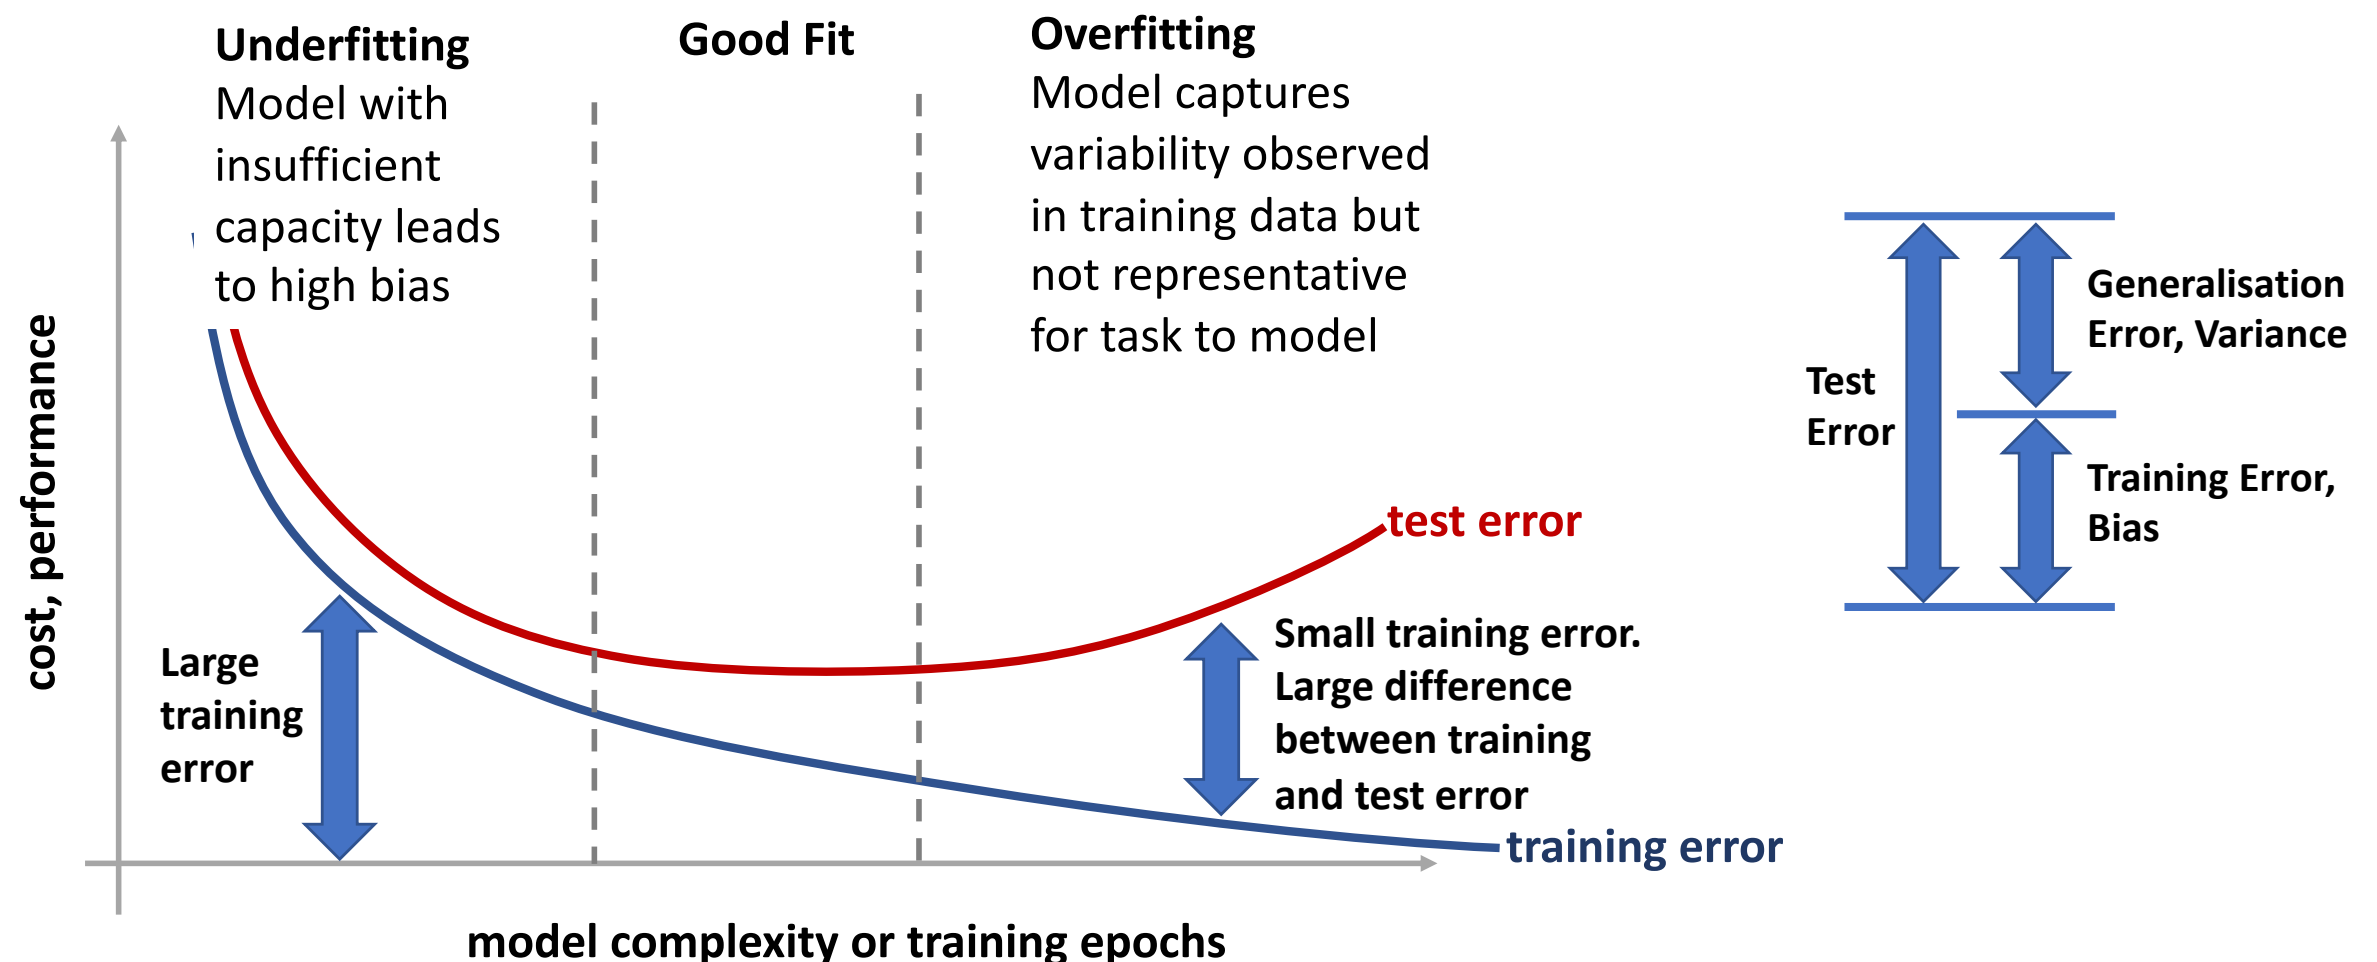 Underfitting
Model with
insufficient
capacity leads
to high bias
Good Fit
Overfitting
Model captures
variability observed
in training data but
not representative
for task to model
cost, performance
Large
training
error
test error
Small training error.
Large difference
between training
and test error
training error
model complexity or training epochs
Test
Error
Generalisation
Error, Variance
Training Error,
Bias